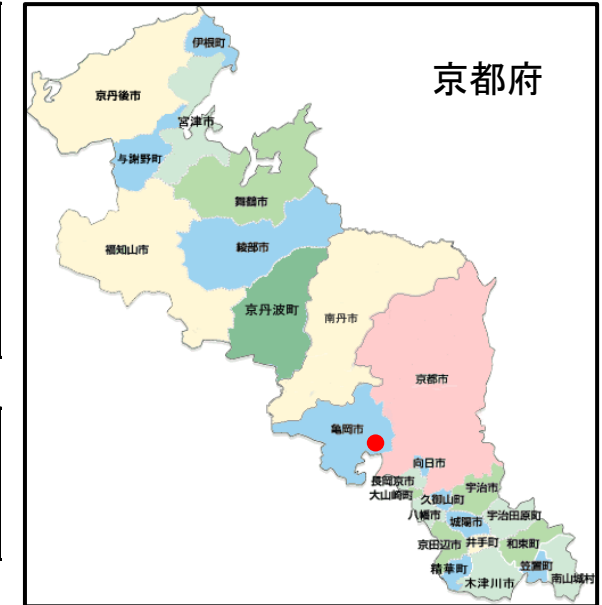 京都府
伊根町
京丹後市
宮津市
与謝野町
舞鶴市
綾部市
福知山市
京丹波町
南丹市
京都市
亀岡市
向日市
長岡京市
大山崎町
宇治市
久御山町
八幡市
城陽市
宇治田原町
京田辺市
井手町
和束町
精華町
笠置町
木津川市
南山城村